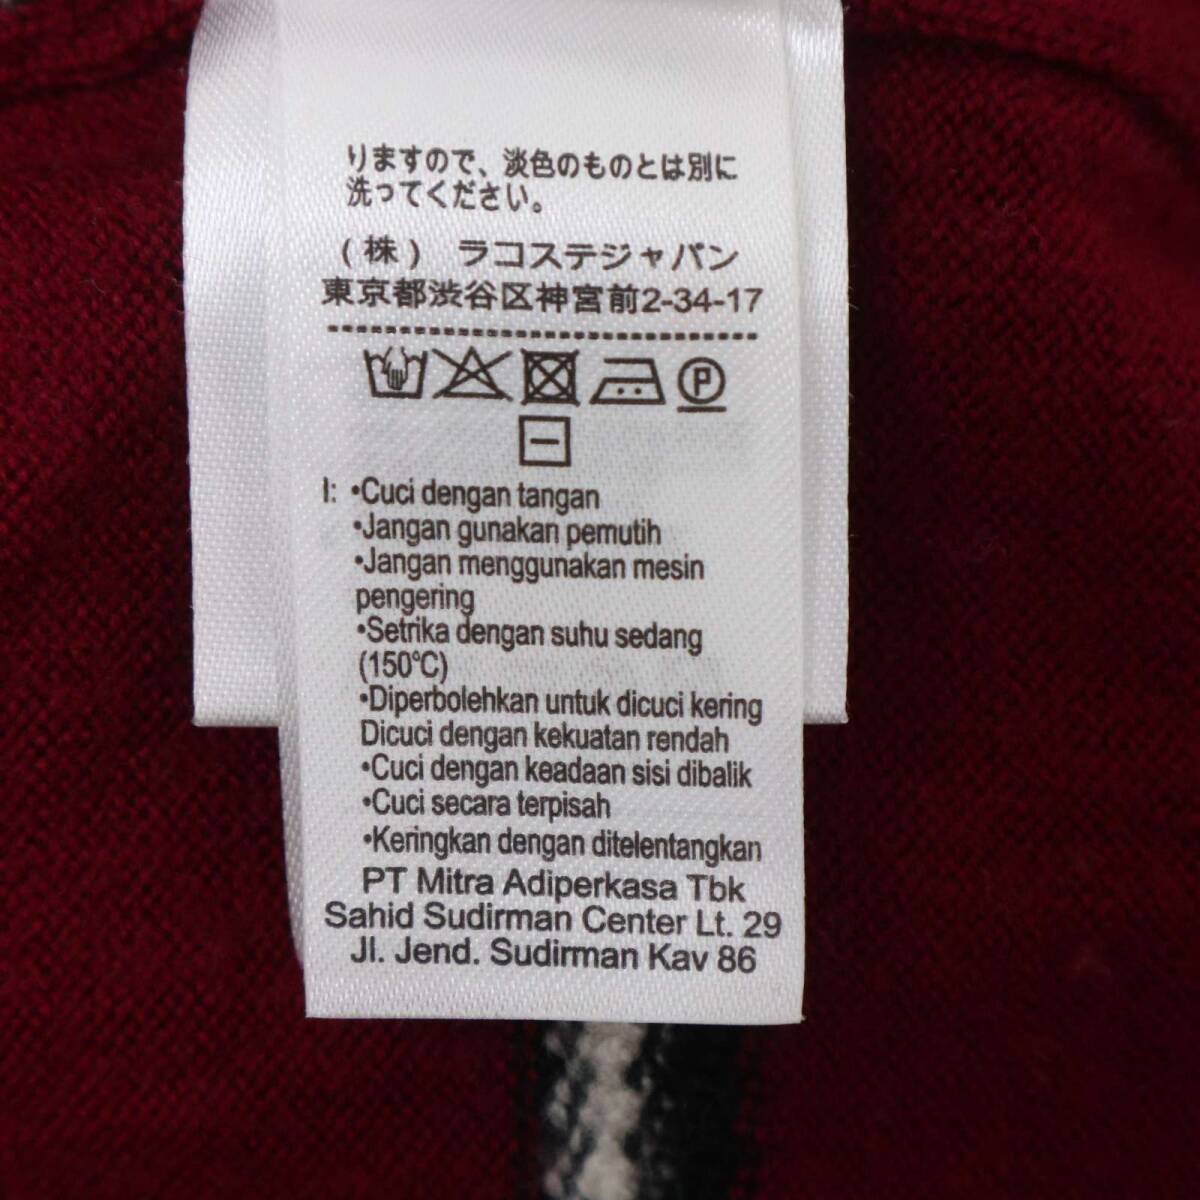 りますので、淡色のものとは別に
洗ってください。
(株) ラコステジャパン
東京都渋谷区神宮前2-34-17
P
I: •Cuci dengan tangan
•Jangan gunakan pemutih
•Jangan menggunakan mesin
pengering
•Setrika dengan suhu sedang
(150℃)
•Diperbolehkan untuk dicuci kering
Dicuci dengan kekuatan rendah
•Cuci dengan keadaan sisi dibalik
•Cuci secara terpisah
•Keringkan dengan ditelentangkan
PT Mitra Adiperkasa Tbk
Sahid Sudirman Center Lt. 29
Jl. Jend. Sudirman Kav 86